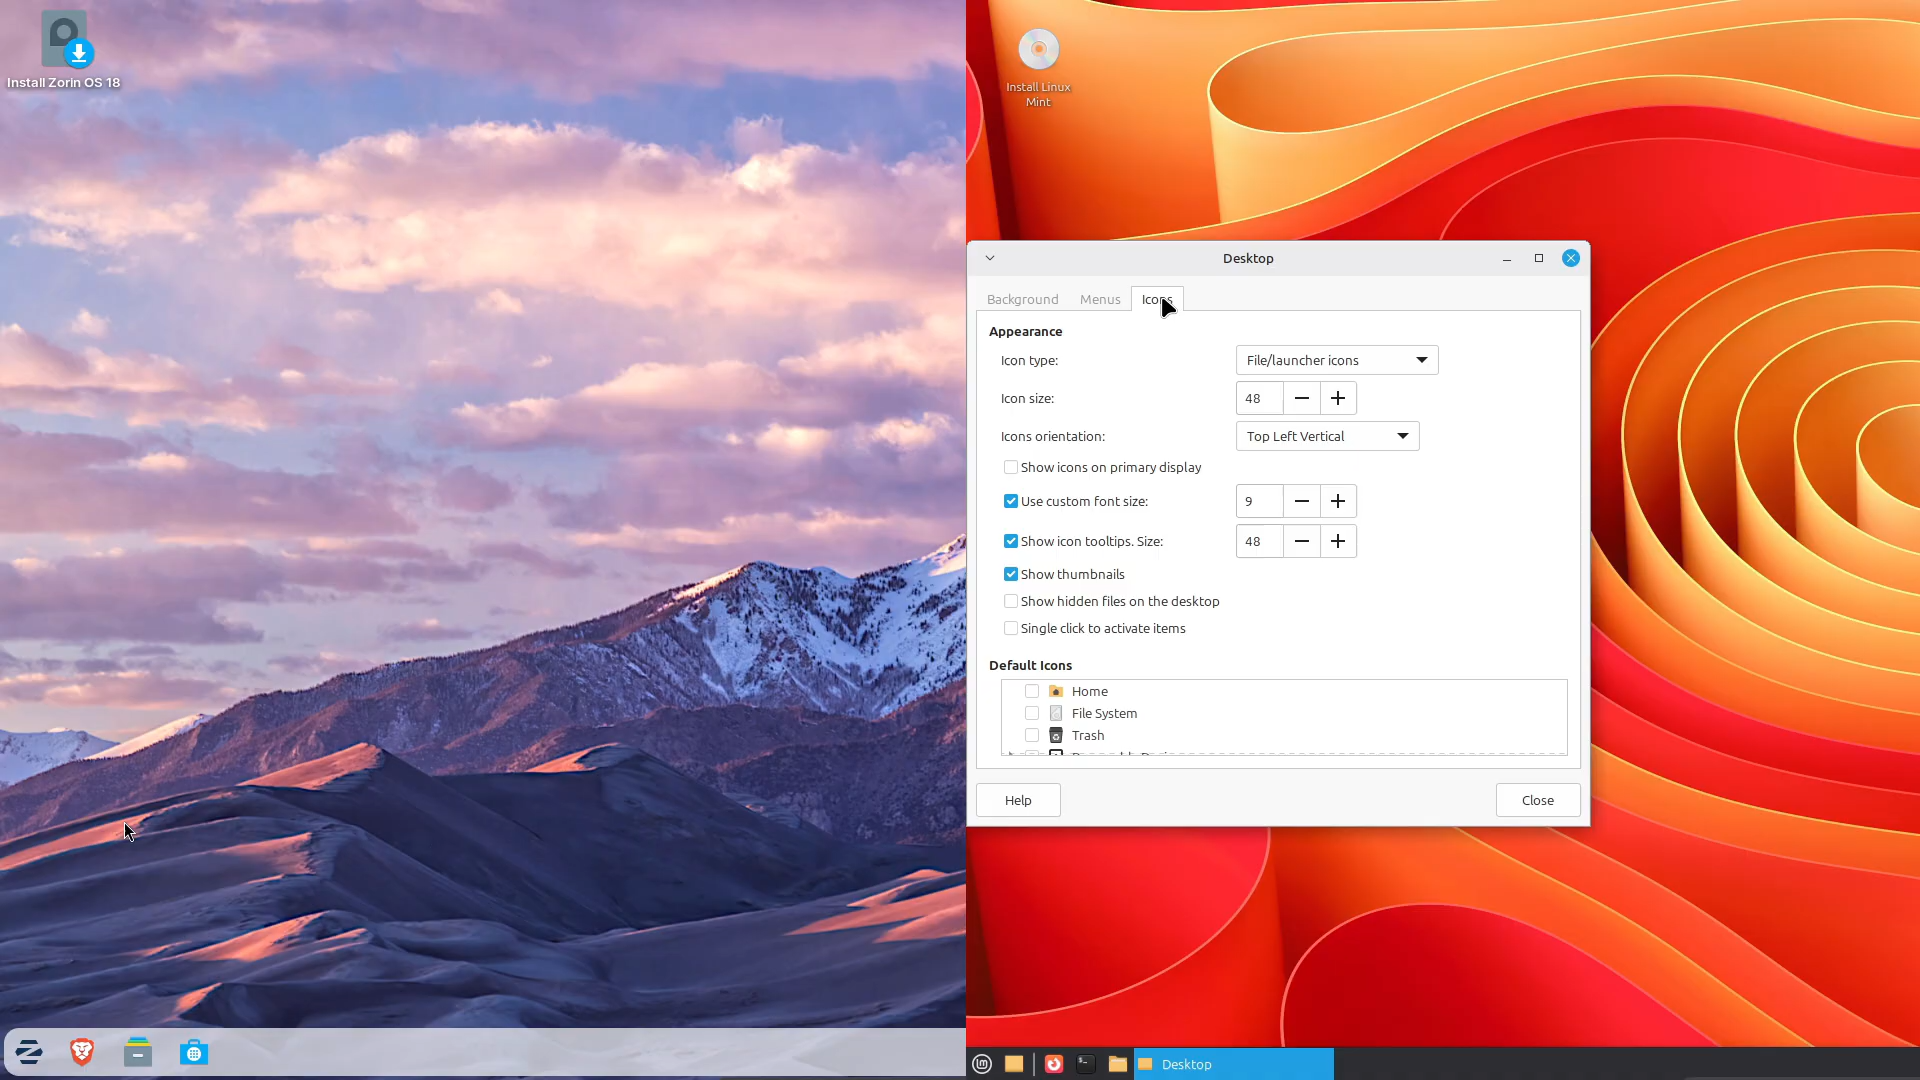 Install Zorin OS 18
Install Linux
Mint
Desktop
Background Menus Icons
Appearance
Icon type: File/launcher icons
Icon size: 48
Icons orientation: Top Left Vertical
Show icons on primary display
Use custom font size: 9
Show icon tooltips. Size: 48
Show thumbnails
Show hidden files on the desktop
Single click to activate items
Default Icons
Home
File System
Trash
Help Close
Desktop